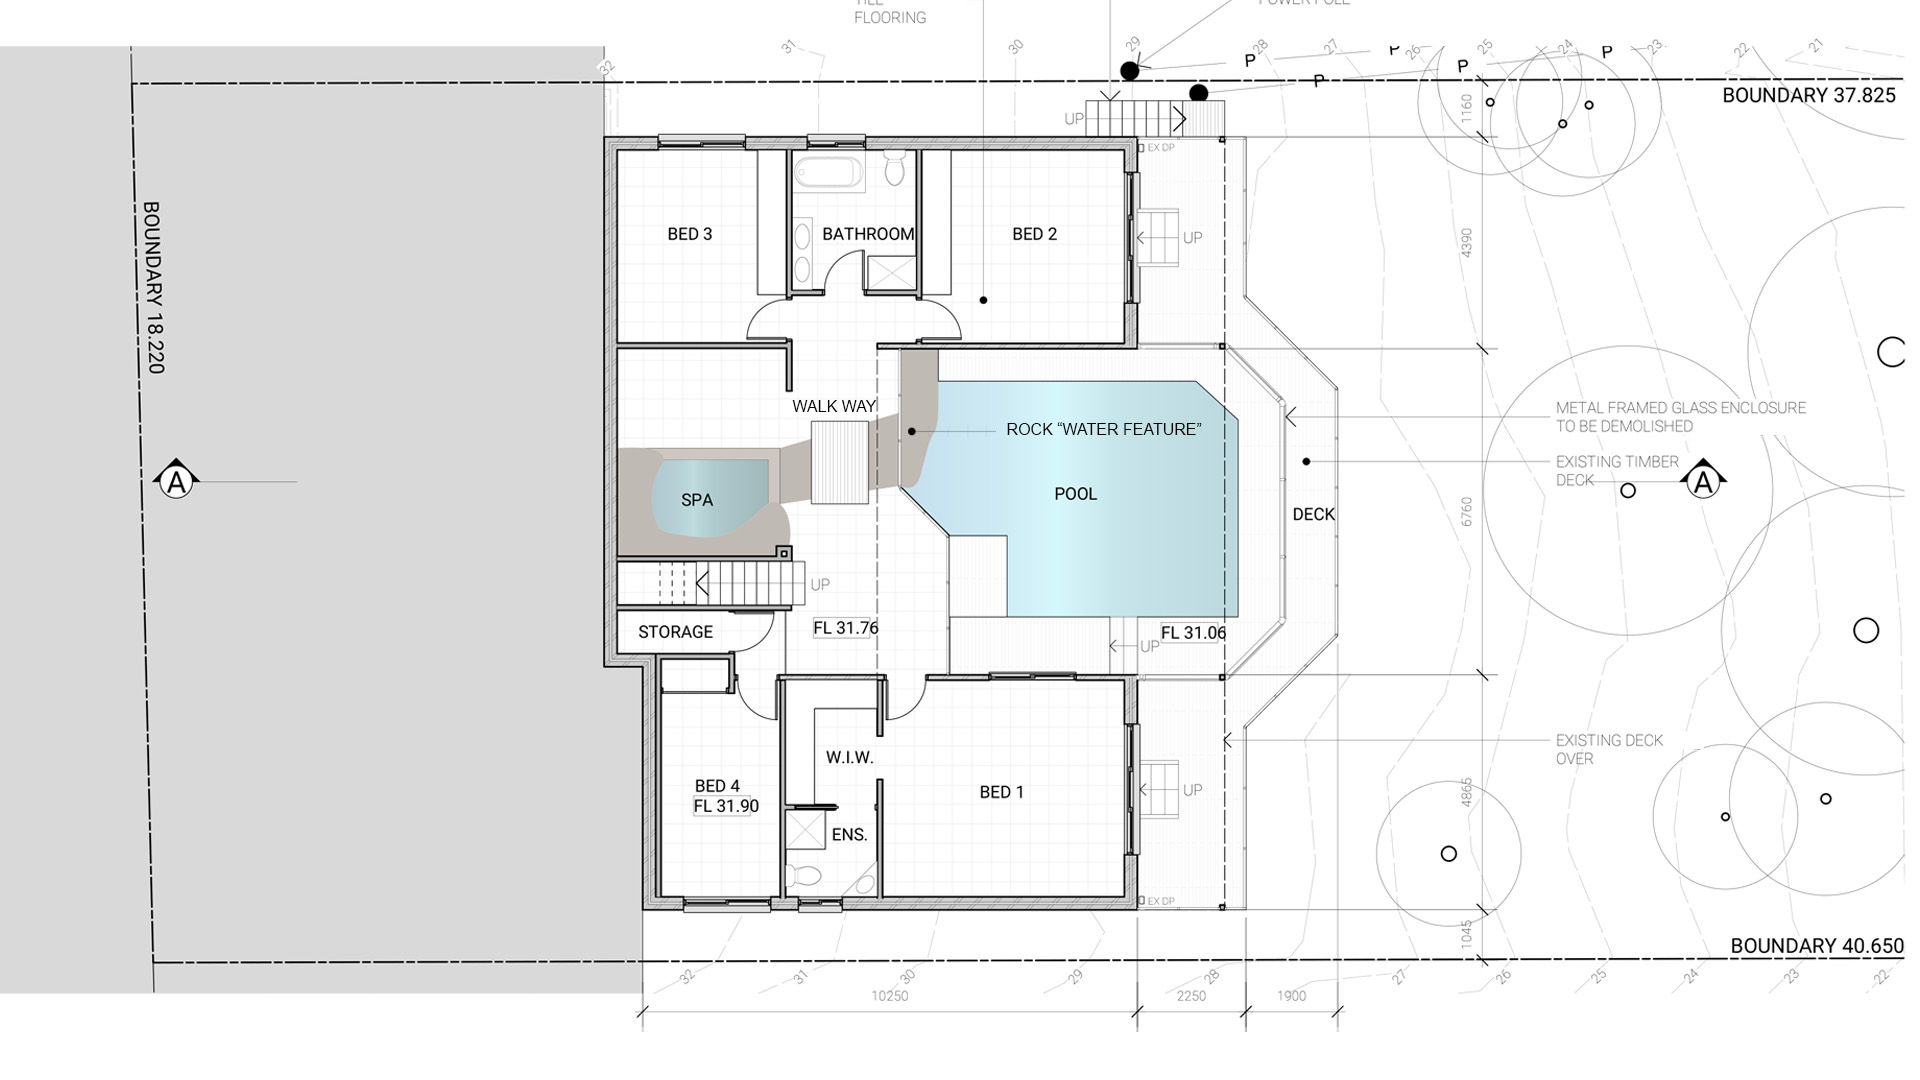 FLOORING
31
30
29
28
27
26
25
24
23
22
21
32
P
P
P
P
P
BOUNDARY 37.825
1160
UP
EX DP
BOUNDARY 18.220
BED 3
BATHROOM
BED 2
UP
4390
WALK WAY
ROCK “WATER FEATURE”
METAL FRAMED GLASS ENCLOSURE
TO BE DEMOLISHED
EXISTING TIMBER
DECK
A
A
SPA
POOL
DECK
6760
UP
STORAGE
FL 31.76
FL 31.06
UP
EXISTING DECK
OVER
W.I.W.
BED 4
FL 31.90
BED 1
UP
4865
ENS.
EX DP
1045
BOUNDARY 40.650
32
31
30
29
28
27
26
25
24
23
22
10250
2250
1900